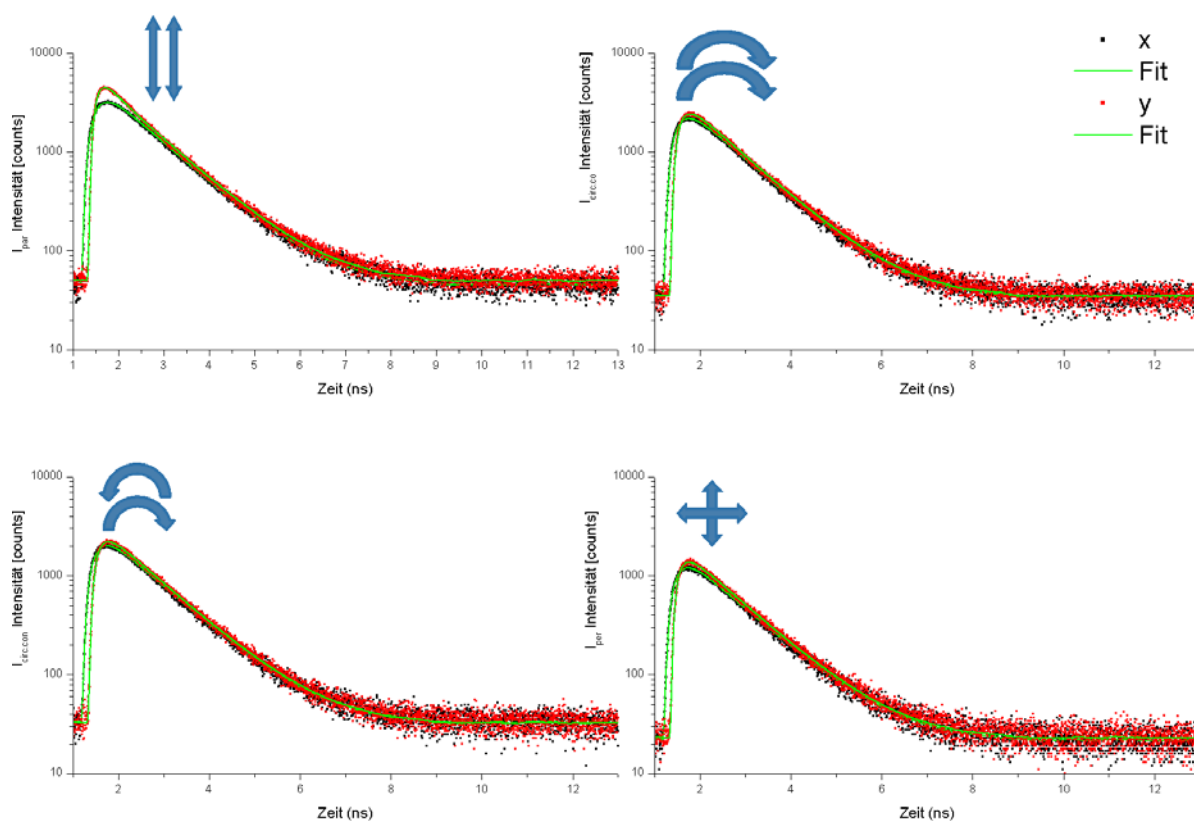 10000
1000
100
10
I_par Intensität [counts]
1 2 3 4 5 6 7 8 9 10 11 12 13
Zeit (ns)
10000
1000
100
10
I_circ.co Intensität [counts]
2 4 6 8 10 12
Zeit (ns)
x
Fit
y
Fit
10000
1000
100
10
I_circ.con Intensität [counts]
2 4 6 8 10 12
Zeit (ns)
10000
1000
100
10
I_per Intensität [counts]
2 4 6 8 10 12
Zeit (ns)